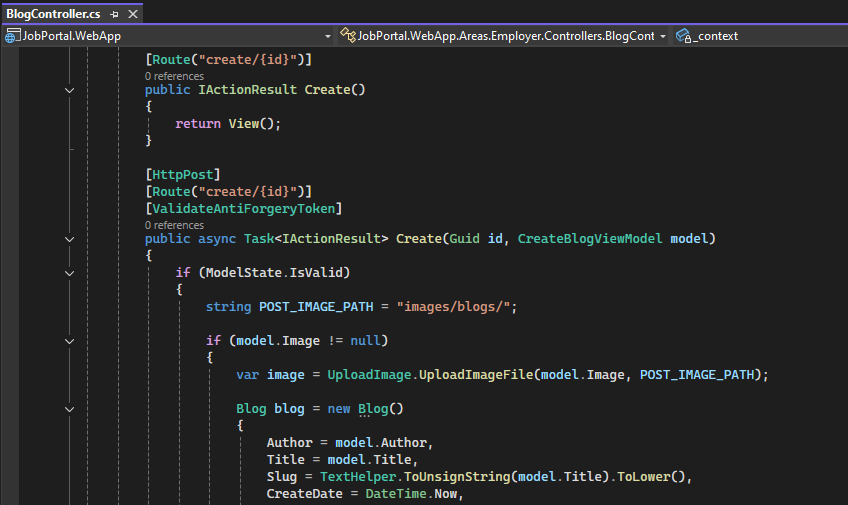 BlogController.cs
JobPortal.WebApp JobPortal.WebApp.Areas.Employer.Controllers.BlogCont _context
[Route("create/{id}")]
0 references
public IActionResult Create()
{
return View();
}
[HttpPost]
[Route("create/{id}")]
[ValidateAntiForgeryToken]
0 references
public async Task<IActionResult> Create(Guid id, CreateBlogViewModel model)
{
if (ModelState.IsValid)
{
string POST_IMAGE_PATH = "images/blogs/";
if (model.Image != null)
{
var image = UploadImage.UploadImageFile(model.Image, POST_IMAGE_PATH);
Blog blog = new Blog()
{
Author = model.Author,
Title = model.Title,
Slug = TextHelper.ToUnsignString(model.Title).ToLower(),
CreateDate = DateTime.Now,